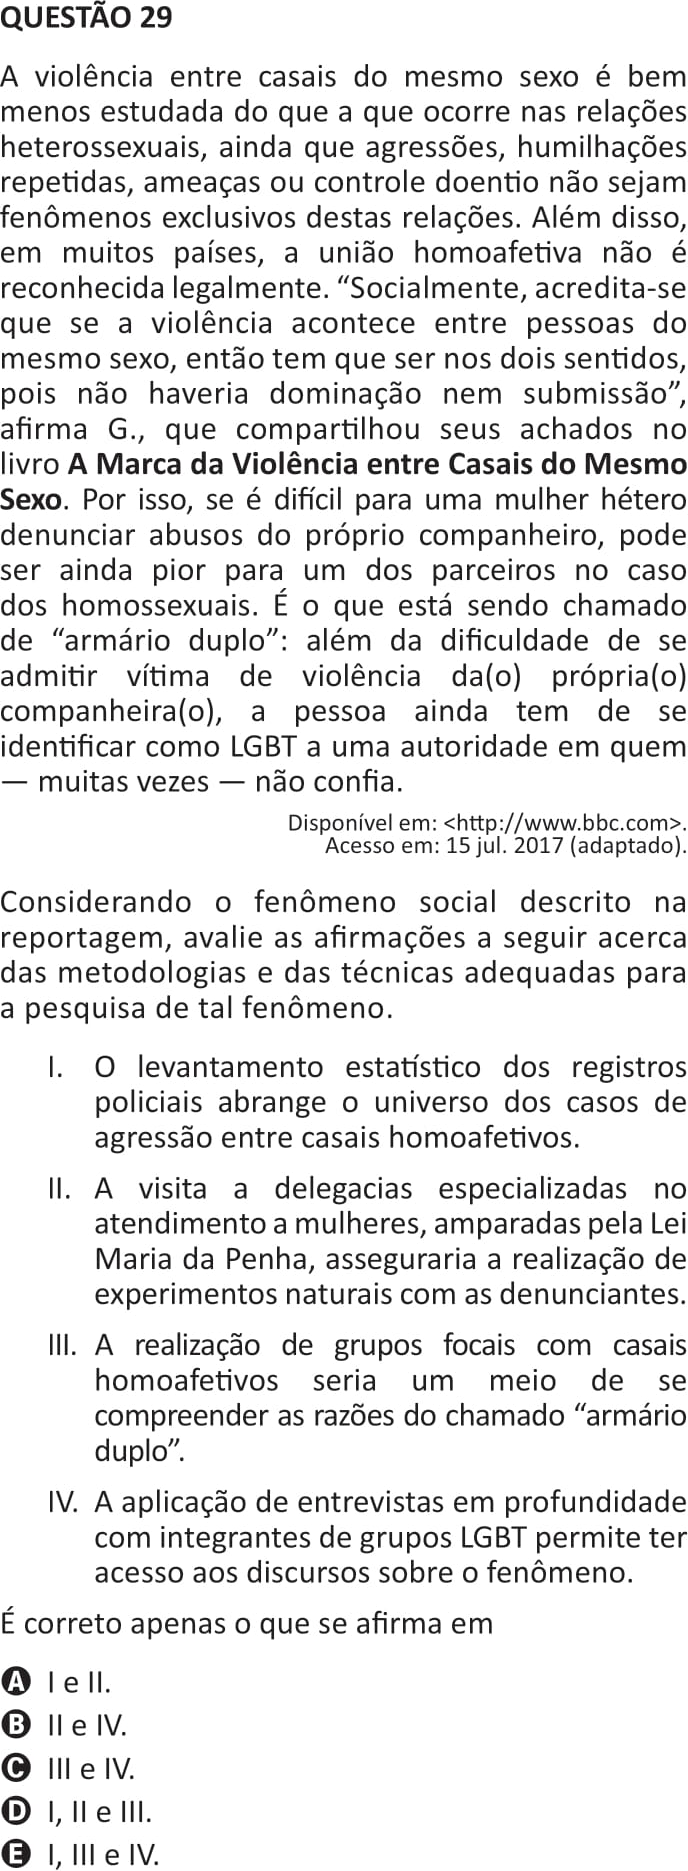 QUESTÃO 29
A violência entre casais do mesmo sexo é bem
menos estudada do que a que ocorre nas relações
heterossexuais, ainda que agressões, humilhações
repetidas, ameaças ou controle doentio não sejam
fenômenos exclusivos destas relações. Além disso,
em muitos países, a união homoafetiva não é
reconhecida legalmente. “Socialmente, acredita-se
que se a violência acontece entre pessoas do
mesmo sexo, então tem que ser nos dois sentidos,
pois não haveria dominação nem submissão”,
afirma G., que compartilhou seus achados no
livro A Marca da Violência entre Casais do Mesmo
Sexo. Por isso, se é difícil para uma mulher hétero
denunciar abusos do próprio companheiro, pode
ser ainda pior para um dos parceiros no caso
dos homossexuais. É o que está sendo chamado
de “armário duplo”: além da dificuldade de se
admitir vítima de violência da(o) própria(o)
companheira(o), a pessoa ainda tem de se
identificar como LGBT a uma autoridade em quem
— muitas vezes — não confia.
Disponível em: <http://www.bbc.com>.
Acesso em: 15 jul. 2017 (adaptado).
Considerando o fenômeno social descrito na
reportagem, avalie as afirmações a seguir acerca
das metodologias e das técnicas adequadas para
a pesquisa de tal fenômeno.
I. O levantamento estatístico dos registros
policiais abrange o universo dos casos de
agressão entre casais homoafetivos.
II. A visita a delegacias especializadas no
atendimento a mulheres, amparadas pela Lei
Maria da Penha, asseguraria a realização de
experimentos naturais com as denunciantes.
III. A realização de grupos focais com casais
homoafetivos seria um meio de se
compreender as razões do chamado “armário
duplo”.
IV. A aplicação de entrevistas em profundidade
com integrantes de grupos LGBT permite ter
acesso aos discursos sobre o fenômeno.
É correto apenas o que se afirma em
A I e II.
B II e IV.
C III e IV.
D I, II e III.
E I, III e IV.